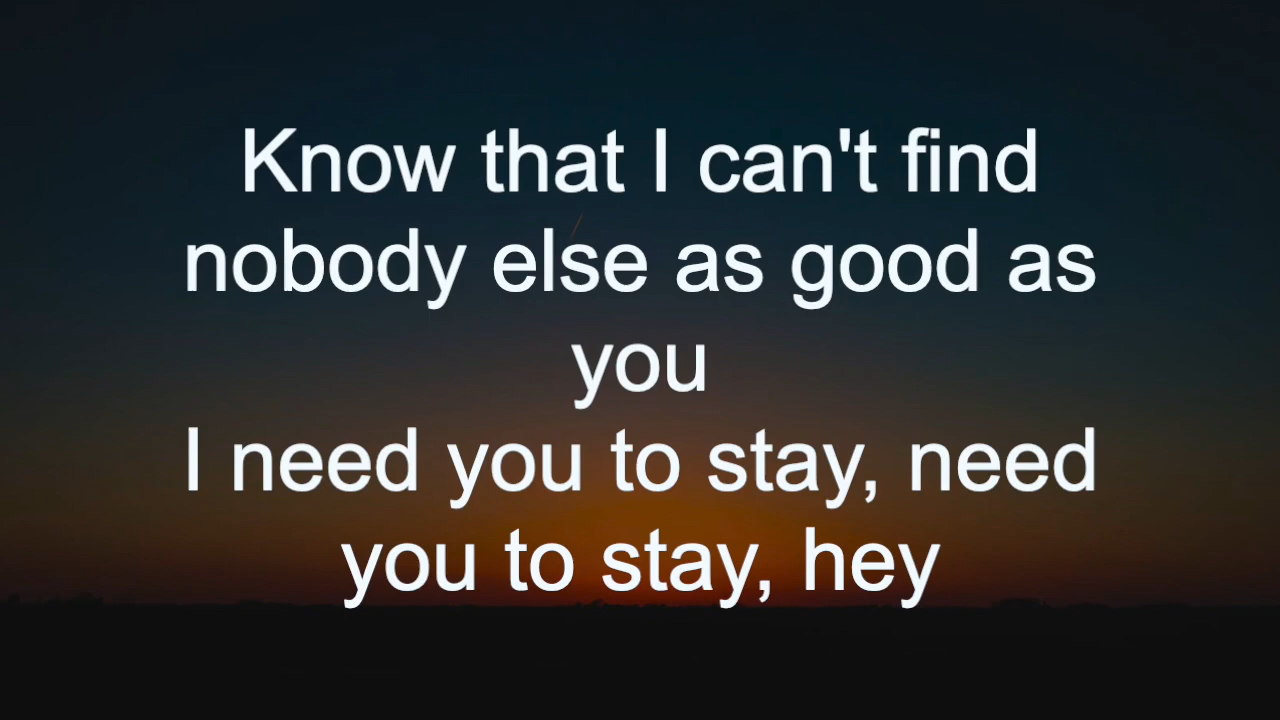 Know that I can't find
nobody else as good as
you
I need you to stay, need
you to stay, hey